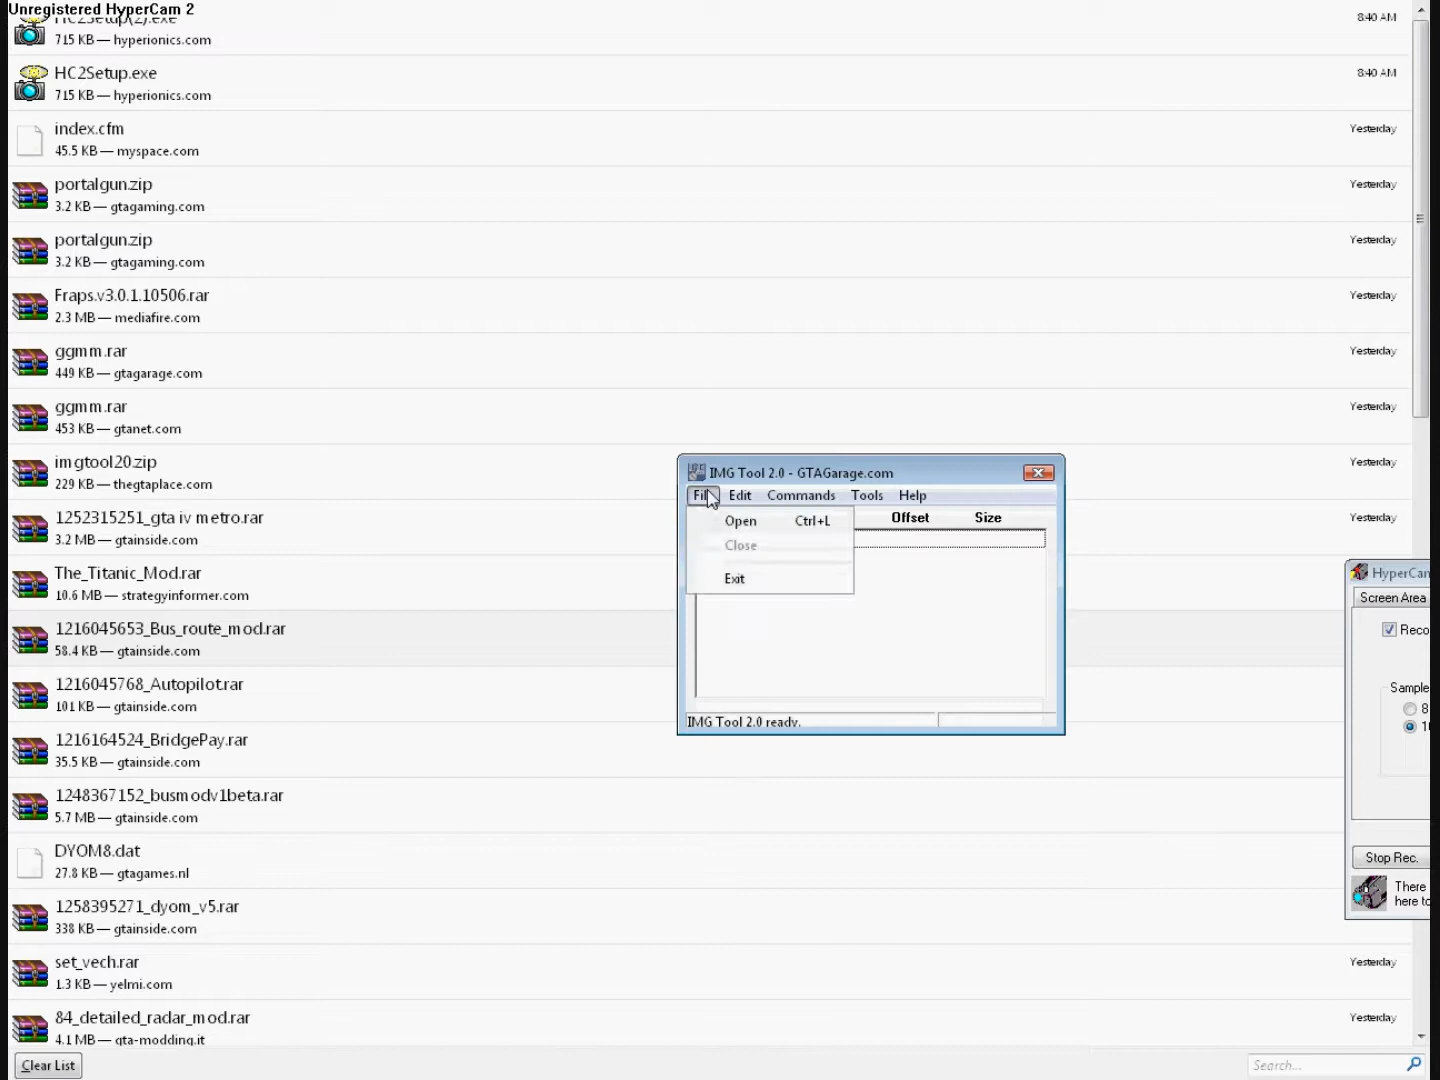 Unregistered HyperCam 2
HC2Setup(2).exe
8:40 AM
715 KB — hyperionics.com
HC2Setup.exe
8:40 AM
715 KB — hyperionics.com
index.cfm
Yesterday
45.5 KB — myspace.com
portalgun.zip
Yesterday
3.2 KB — gtagaming.com
portalgun.zip
Yesterday
3.2 KB — gtagaming.com
Fraps.v3.0.1.10506.rar
Yesterday
2.3 MB — mediafire.com
ggmm.rar
Yesterday
449 KB — gtagarage.com
ggmm.rar
Yesterday
453 KB — gtanet.com
imgtool20.zip
Yesterday
229 KB — thegtaplace.com
1252315251_gta iv metro.rar
Yesterday
3.2 MB — gtainside.com
The_Titanic_Mod.rar
10.6 MB — strategyinformer.com
1216045653_Bus_route_mod.rar
58.4 KB — gtainside.com
1216045768_Autopilot.rar
101 KB — gtainside.com
1216164524_BridgePay.rar
35.5 KB — gtainside.com
1248367152_busmodv1beta.rar
5.7 MB — gtainside.com
DYOM8.dat
27.8 KB — gtagames.nl
1258395271_dyom_v5.rar
338 KB — gtainside.com
set_vech.rar
Yesterday
1.3 KB — yelmi.com
84_detailed_radar_mod.rar
Yesterday
4.1 MB — gta-modding.it
Clear List
Search...
IMG Tool 2.0 - GTAGarage.com
Edit Commands Tools Help
Offset Size
Open Ctrl+L
Close
Exit
IMG Tool 2.0 ready.
HyperCam
Screen Area
Reco
Sample
8
Stop Rec.
There
here to